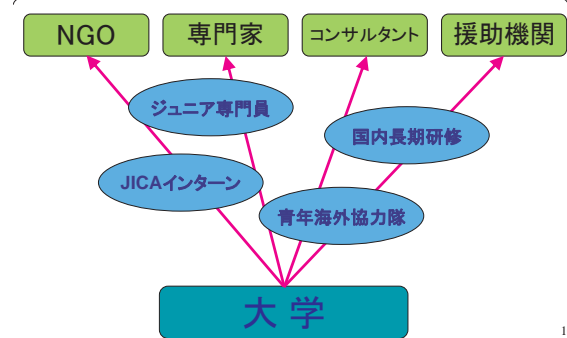 NGO
専門家
コンサルタント
援助機関
ジュニア専門員
国内長期研修
JICAインターン
青年海外協力隊
大 学
1